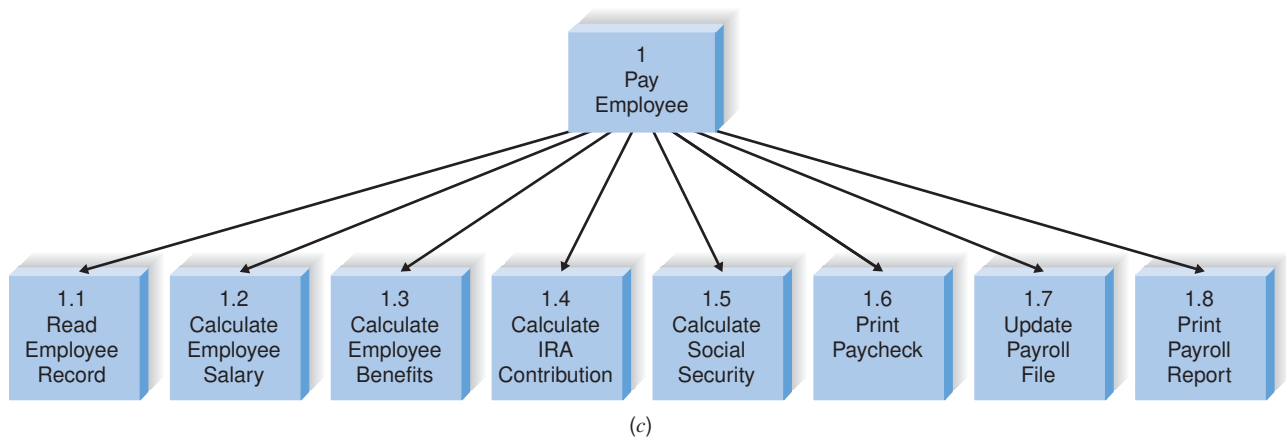 1
Pay
Employee
1.1
Read
Employee
Record
1.2
Calculate
Employee
Salary
1.3
Calculate
Employee
Benefits
1.4
Calculate
IRA
Contribution
1.5
Calculate
Social
Security
1.6
Print
Paycheck
1.7
Update
Payroll
File
1.8
Print
Payroll
Report
(c)